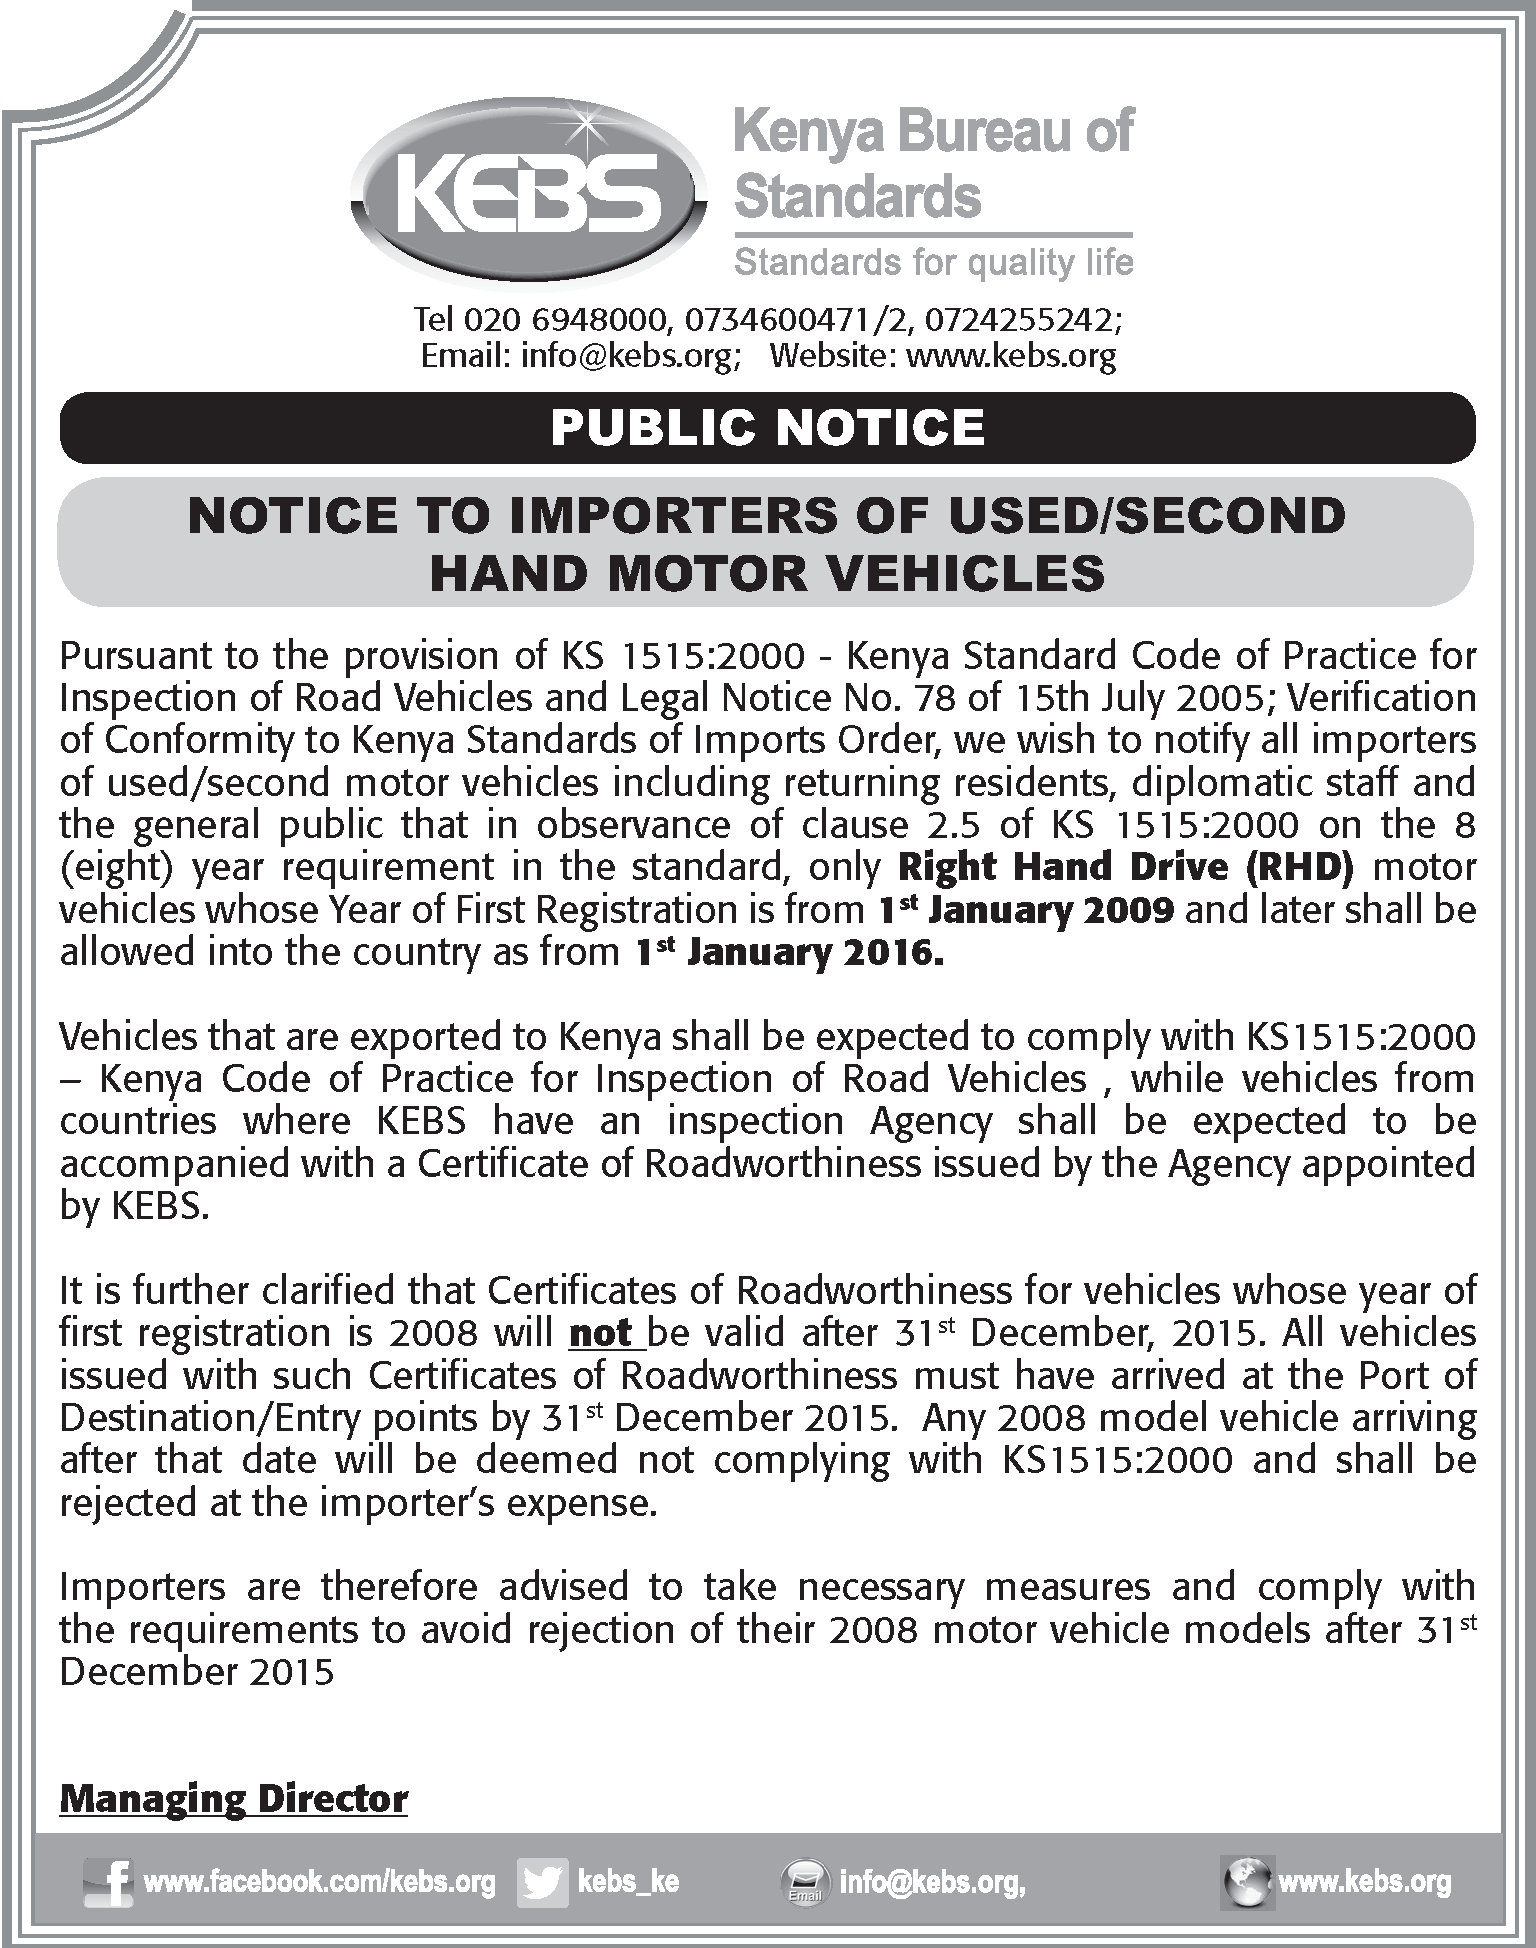 KEBS
Kenya Bureau of
Standards
Standards for quality life
Tel 020 6948000, 0734600471/2, 0724255242;
Email: info@kebs.org; Website: www.kebs.org
PUBLIC NOTICE
NOTICE TO IMPORTERS OF USED/SECOND
HAND MOTOR VEHICLES
Pursuant to the provision of KS 1515:2000 - Kenya Standard Code of Practice for
Inspection of Road Vehicles and Legal Notice No. 78 of 15th July 2005; Verification
of Conformity to Kenya Standards of Imports Order, we wish to notify all importers
of used/second motor vehicles including returning residents, diplomatic staff and
the general public that in observance of clause 2.5 of KS 1515:2000 on the 8
(eight) year requirement in the standard, only Right Hand Drive (RHD) motor
vehicles whose Year of First Registration is from 1st January 2009 and later shall be
allowed into the country as from 1st January 2016.
Vehicles that are exported to Kenya shall be expected to comply with KS1515:2000
– Kenya Code of Practice for Inspection of Road Vehicles , while vehicles from
countries where KEBS have an inspection Agency shall be expected to be
accompanied with a Certificate of Roadworthiness issued by the Agency appointed
by KEBS.
It is further clarified that Certificates of Roadworthiness for vehicles whose year of
first registration is 2008 will not be valid after 31st December, 2015. All vehicles
issued with such Certificates of Roadworthiness must have arrived at the Port of
Destination/Entry points by 31st December 2015. Any 2008 model vehicle arriving
after that date will be deemed not complying with KS1515:2000 and shall be
rejected at the importer's expense.
Importers are therefore advised to take necessary measures and comply with
the requirements to avoid rejection of their 2008 motor vehicle models after 31st
December 2015
Managing Director
www.facebook.com/kebs.org kebs_ke Email info@kebs.org, www.kebs.org